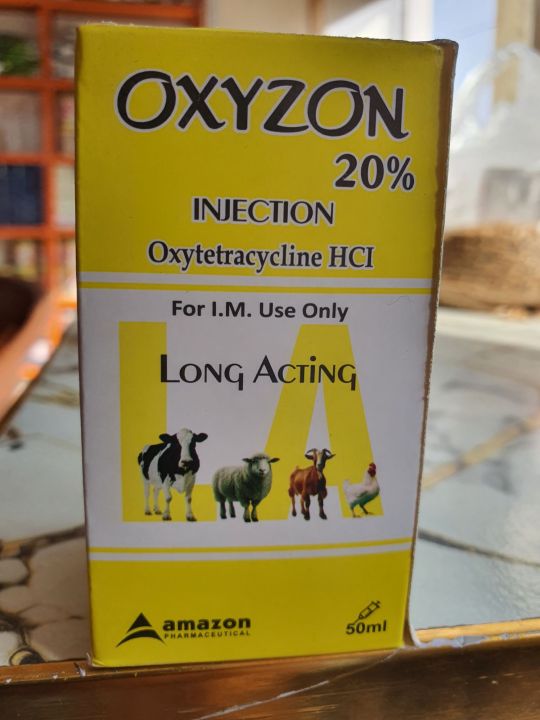 OXYZON
20%
INJECTION
Oxytetracycline HCl
For I.M. Use Only
LA
Long Acting
amazon
PHARMACEUTICAL
50ml